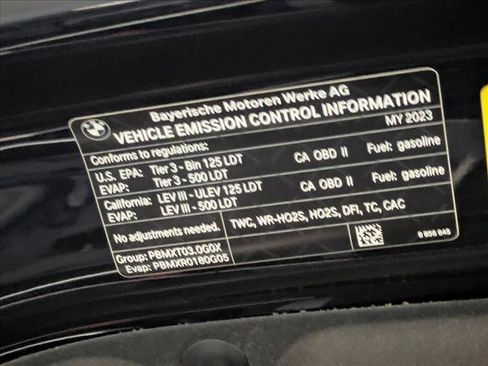 Bayerische Motoren Werke AG
VEHICLE EMISSION CONTROL INFORMATION
Conforms to regulations: MY 2023
U.S. EPA: Tier 3 - Bin 125 LDT CA OBD II Fuel: gasoline
EVAP: Tier 3 - 500 LDT
California: LEV III - ULEV 125 LDT CA OBD II Fuel: gasoline
EVAP: LEV III - 500 LDT
No adjustments needed. TWC, WR-HO2S, HO2S, DFI, TC, CAC
Group: PBMXT03.0G0X
Evap: PBMXR0180G05